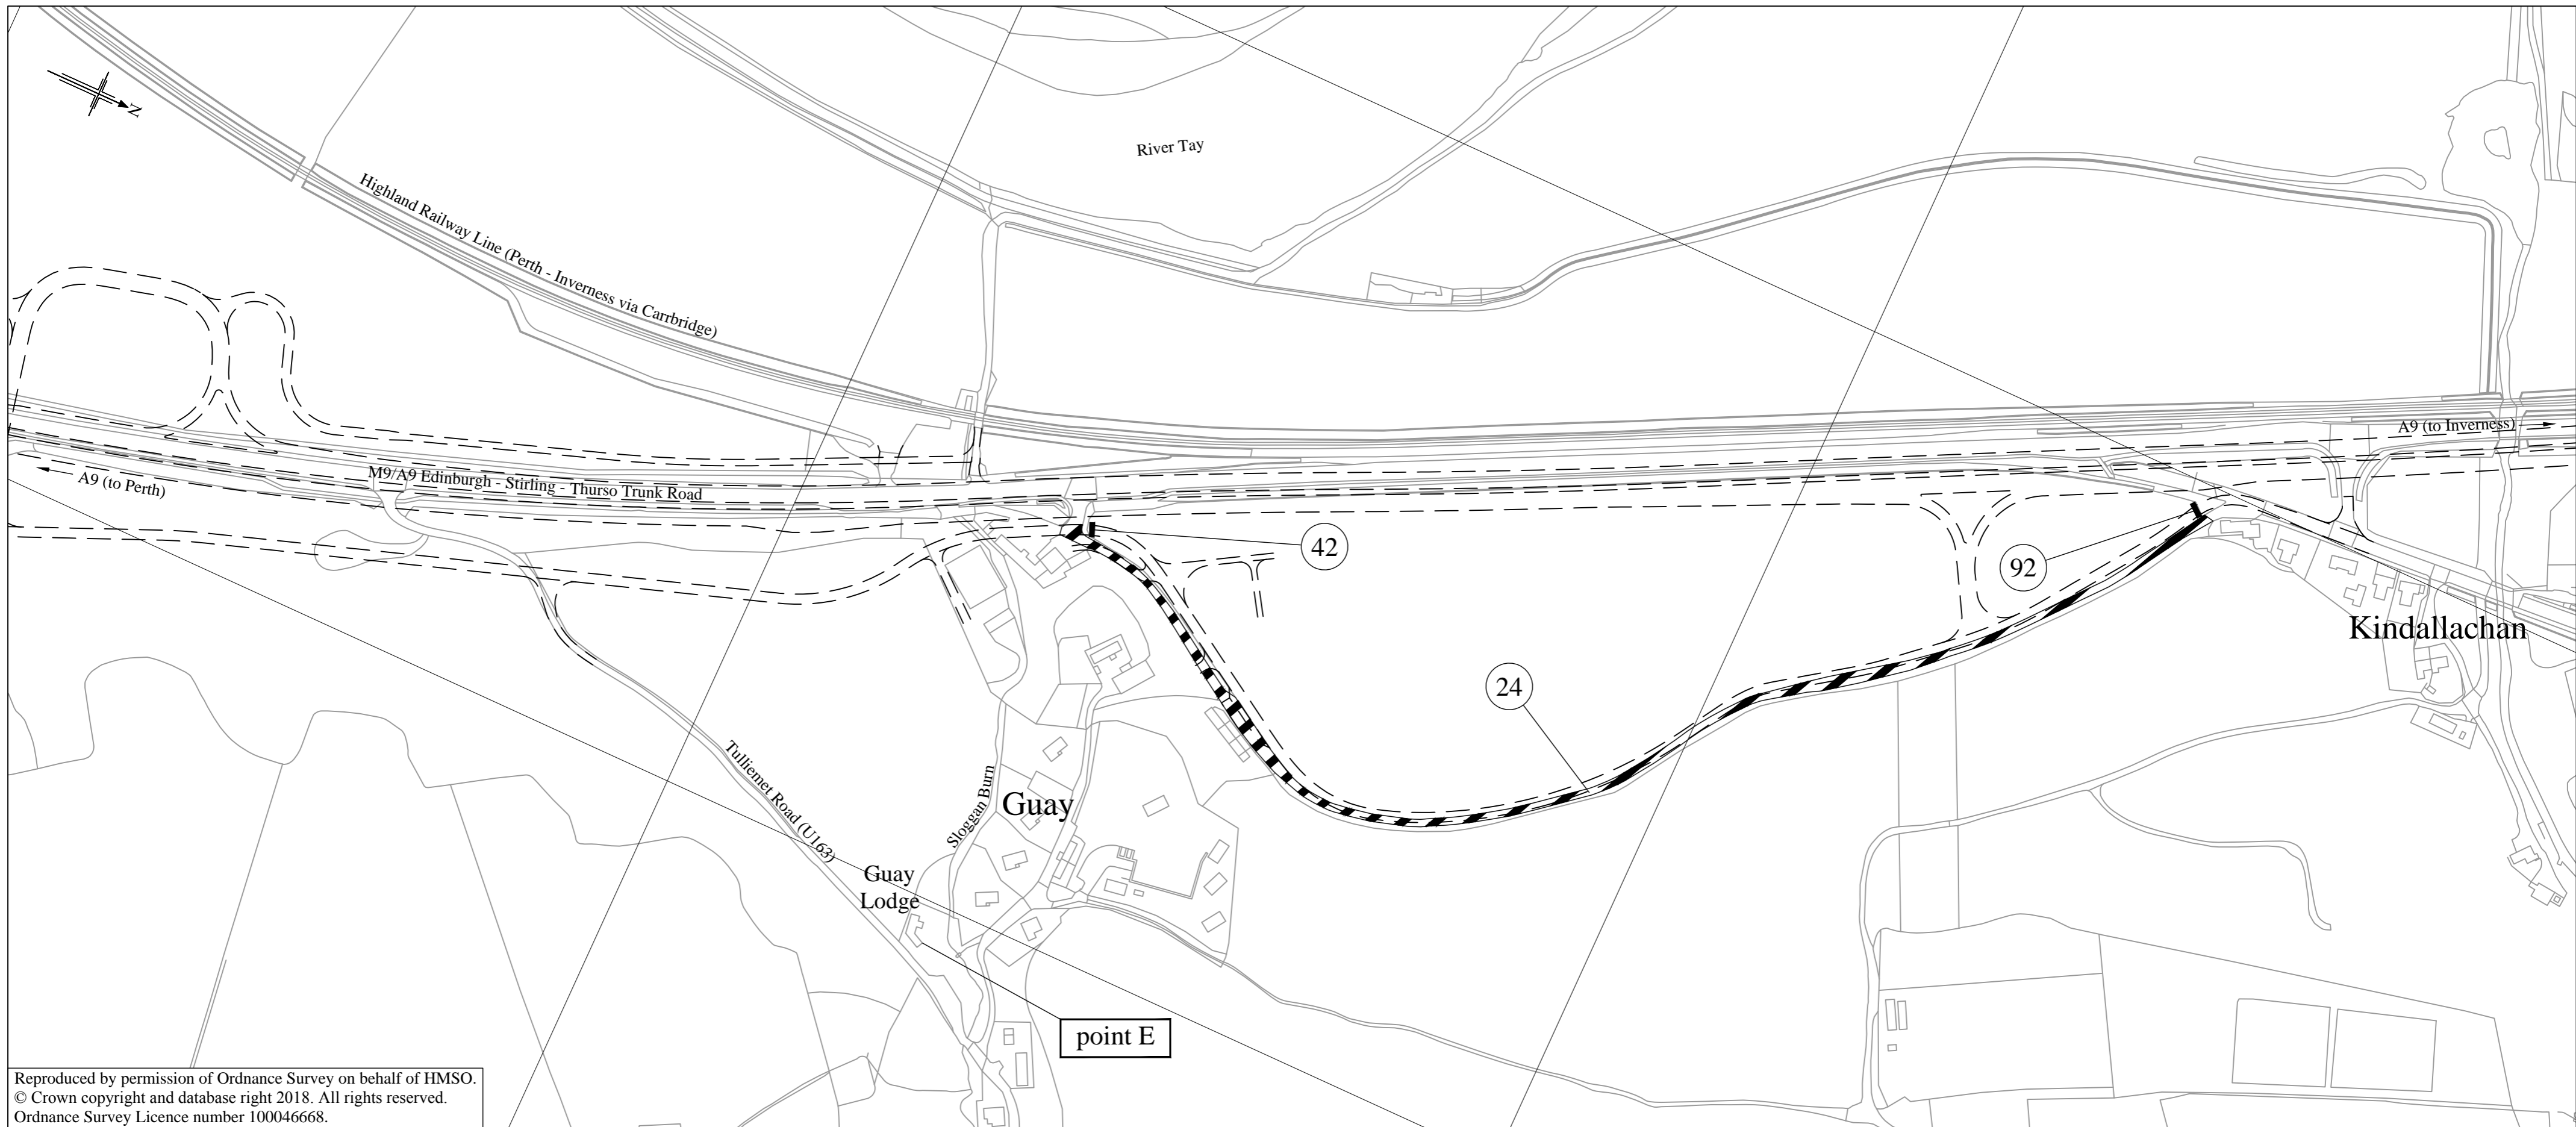 N
River Tay
Highland Railway Line (Perth - Inverness via Carrbridge)
A9 (to Inverness)
M9/A9 Edinburgh - Stirling - Thurso Trunk Road
A9 (to Perth)
42
92
Kindallachan
24
Tulliemet Road (U163)
Sloggan Burn
Guay
Guay
Lodge
point E
Reproduced by permission of Ordnance Survey on behalf of HMSO.
© Crown copyright and database right 2018. All rights reserved.
Ordnance Survey Licence number 100046668.